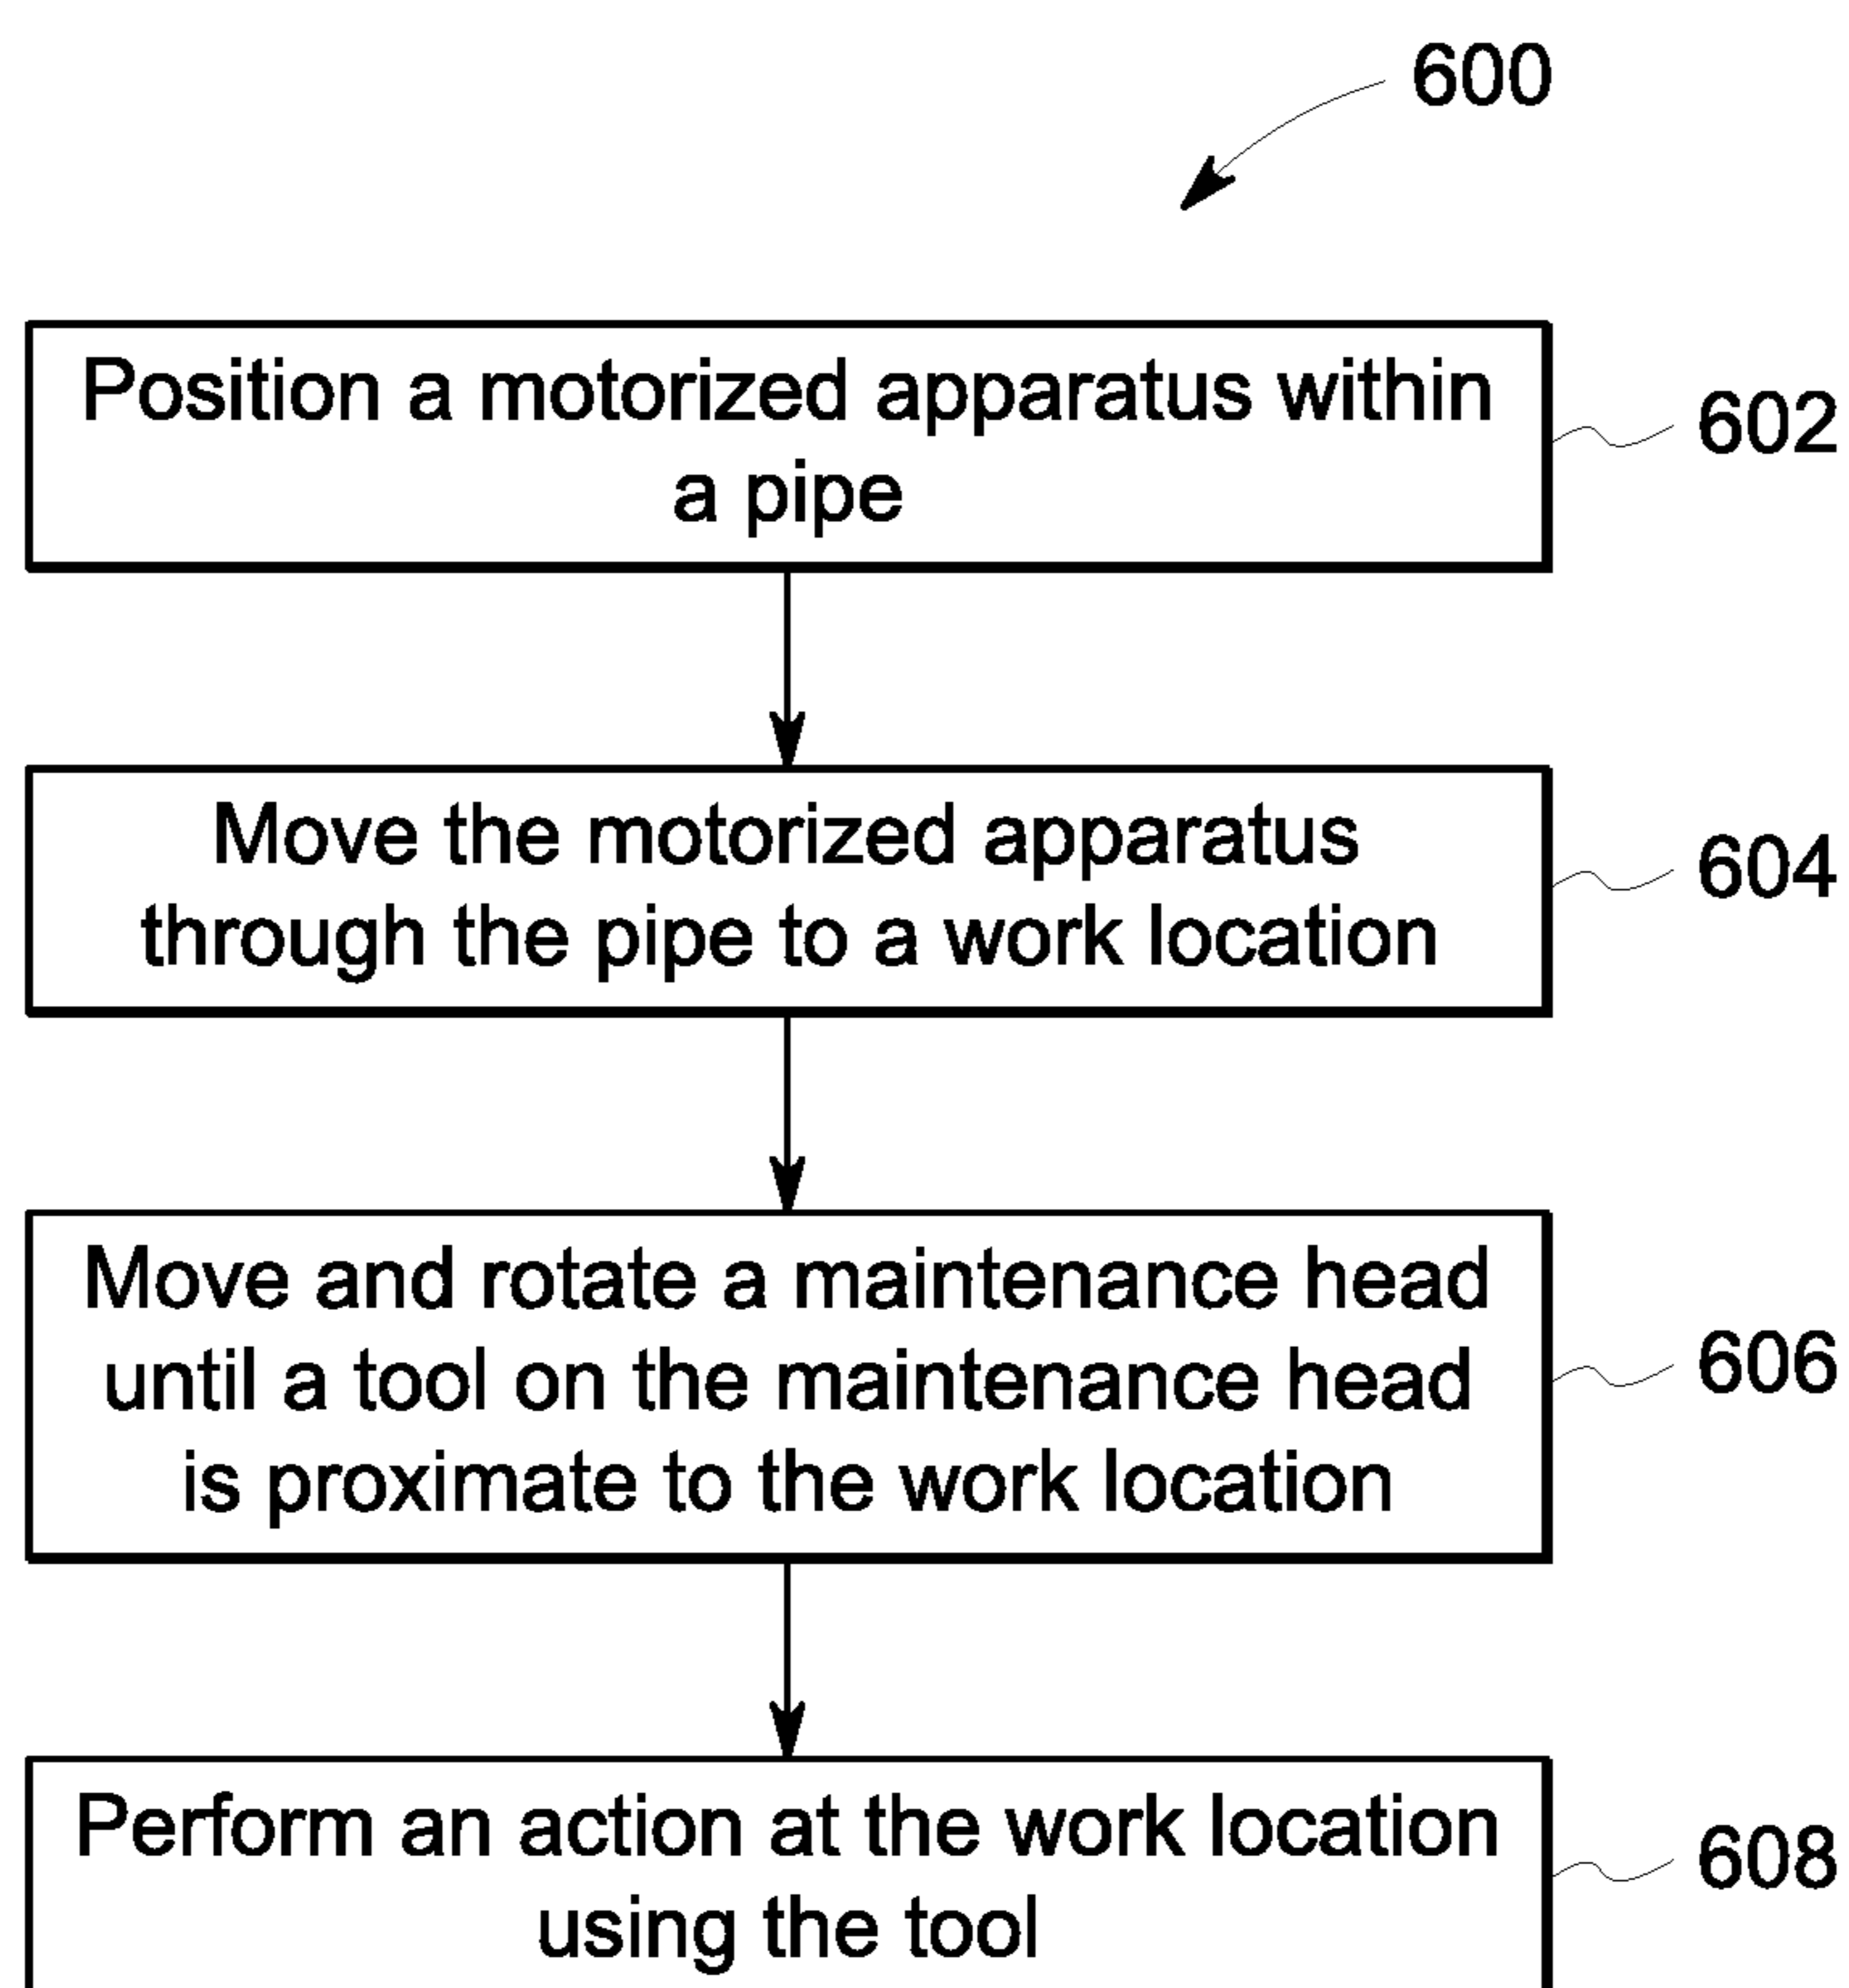 600
Position a motorized apparatus within
a pipe
602
Move the motorized apparatus
through the pipe to a work location
604
Move and rotate a maintenance head
until a tool on the maintenance head
is proximate to the work location
606
Perform an action at the work location
using the tool
608